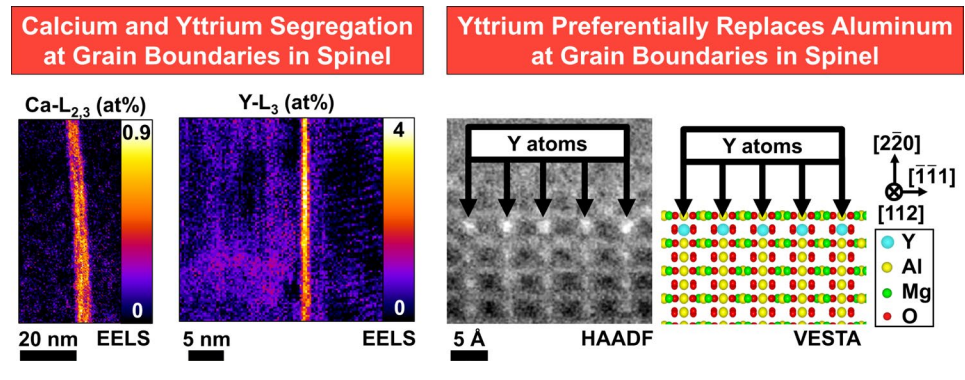 Calcium and Yttrium Segregation
at Grain Boundaries in Spinel
Yttrium Preferentially Replaces Aluminum
at Grain Boundaries in Spinel
Ca-L2,3 (at%)
0.9
0
20 nm
EELS
Y-L3 (at%)
4
0
5 nm
EELS
Y atoms
5 Å
HAADF
Y atoms
VESTA
[22̄0]
[1̄1̄1]
[112]
Y
Al
Mg
O